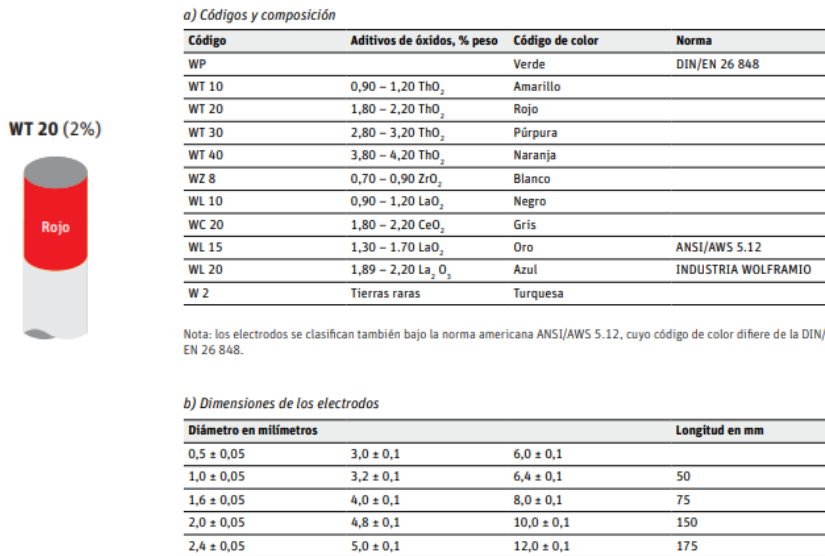 a) Códigos y composición
Código Aditivos de óxidos, % peso Código de color Norma
WP Verde DIN/EN 26 848
WT 10 0,90 – 1,20 ThO2 Amarillo
WT 20 1,80 – 2,20 ThO2 Rojo
WT 30 2,80 – 3,20 ThO2 Púrpura
WT 40 3,80 – 4,20 ThO2 Naranja
WZ 8 0,70 – 0,90 ZrO2 Blanco
WL 10 0,90 – 1,20 LaO2 Negro
WC 20 1,80 – 2,20 CeO2 Gris
WL 15 1,30 – 1.70 LaO2 Oro ANSI/AWS 5.12
WL 20 1,89 – 2,20 La2 O3 Azul INDUSTRIA WOLFRAMIO
W 2 Tierras raras Turquesa
WT 20 (2%)
Rojo
Nota: los electrodos se clasifican también bajo la norma americana ANSI/AWS 5.12, cuyo código de color difiere de la DIN/
EN 26 848.
b) Dimensiones de los electrodos
Diámetro en milímetros Longitud en mm
0,5 ± 0,05 3,0 ± 0,1 6,0 ± 0,1
1,0 ± 0,05 3,2 ± 0,1 6,4 ± 0,1 50
1,6 ± 0,05 4,0 ± 0,1 8,0 ± 0,1 75
2,0 ± 0,05 4,8 ± 0,1 10,0 ± 0,1 150
2,4 ± 0,05 5,0 ± 0,1 12,0 ± 0,1 175